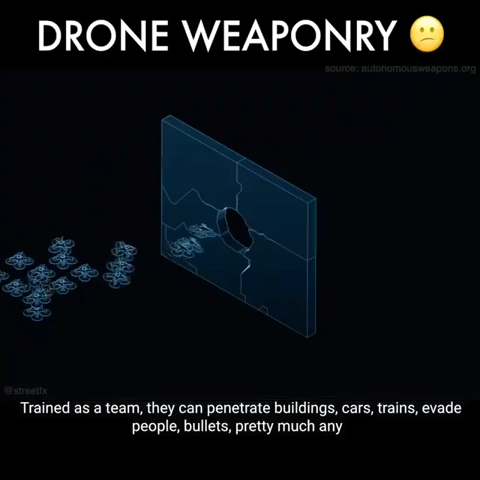 DRONE WEAPONRY 😕
source: autonomousweapons.org
@streetfx
Trained as a team, they can penetrate buildings, cars, trains, evade
people, bullets, pretty much any